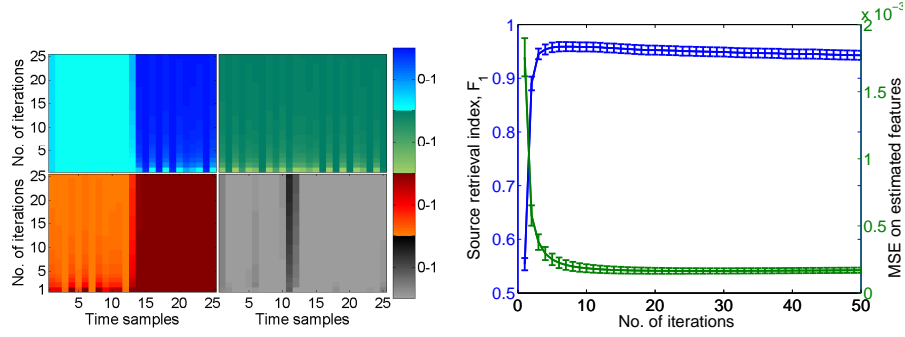 25
20
15
10
5
No. of iterations
25
20
15
10
5
1
No. of iterations
5 10 15 20 25
Time samples
5 10 15 20 25
Time samples
0-1
0-1
0-1
0-1
1
0.9
0.8
0.7
0.6
0.5
Source retrieval index, F1
0 10 20 30 40 50
No. of iterations
x 10-3
2
1.5
1
0.5
0
MSE on estimated features